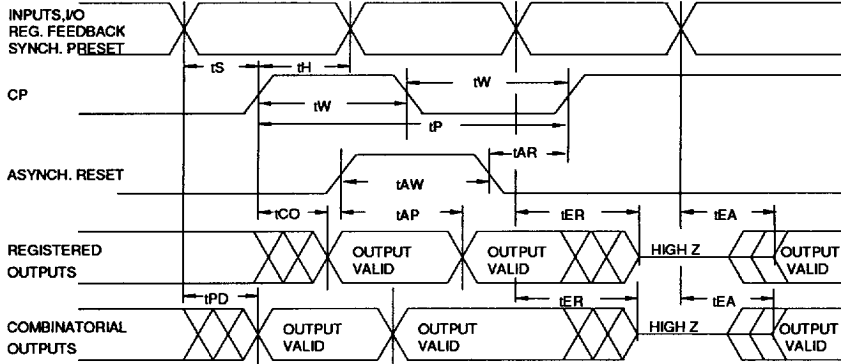 INPUTS,I/O
REG. FEEDBACK
SYNCH. PRESET
tS
tH
tW
CP
tW
tP
tAR
ASYNCH. RESET
tAW
tCO
tAP
tER
tEA
REGISTERED
OUTPUTS
OUTPUT
VALID
OUTPUT
VALID
HIGH Z
OUTPUT
VALID
tPD
tER
tEA
COMBINATORIAL
OUTPUTS
OUTPUT
VALID
OUTPUT
VALID
HIGH Z
OUTPUT
VALID